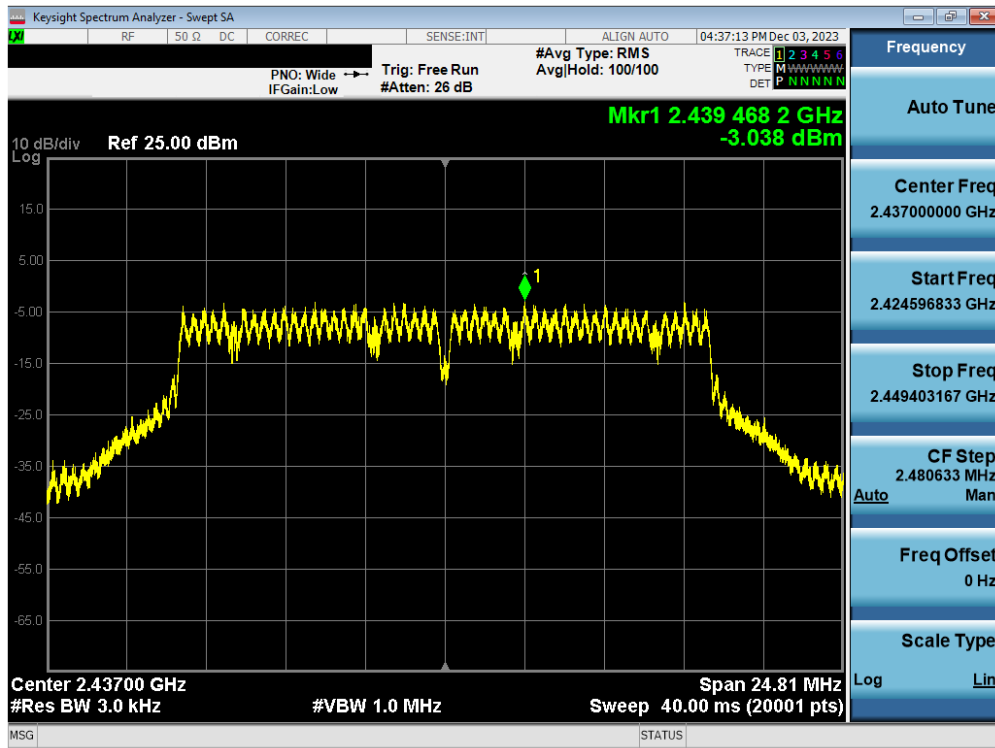 Keysight Spectrum Analyzer - Swept SA
LXI RF 50 Ω DC CORREC SENSE:INT ALIGN AUTO 04:37:13 PM Dec 03, 2023
PNO: Wide
IFGain:Low
Trig: Free Run
#Atten: 26 dB
#Avg Type: RMS
Avg|Hold: 100/100
TRACE 1 2 3 4 5 6
TYPE M W W W W W
DET P N N N N N
Mkr1 2.439 468 2 GHz
-3.038 dBm
10 dB/div Ref 25.00 dBm
Log
15.0
5.00
-5.00
-15.0
-25.0
-35.0
-45.0
-55.0
-65.0
1
Center 2.43700 GHz Span 24.81 MHz
#Res BW 3.0 kHz #VBW 1.0 MHz Sweep 40.00 ms (20001 pts)
MSG STATUS
Frequency
Auto Tune
Center Freq
2.437000000 GHz
Start Freq
2.424596833 GHz
Stop Freq
2.449403167 GHz
CF Step
2.480633 MHz
Auto Man
Freq Offset
0 Hz
Scale Type
Log Lin